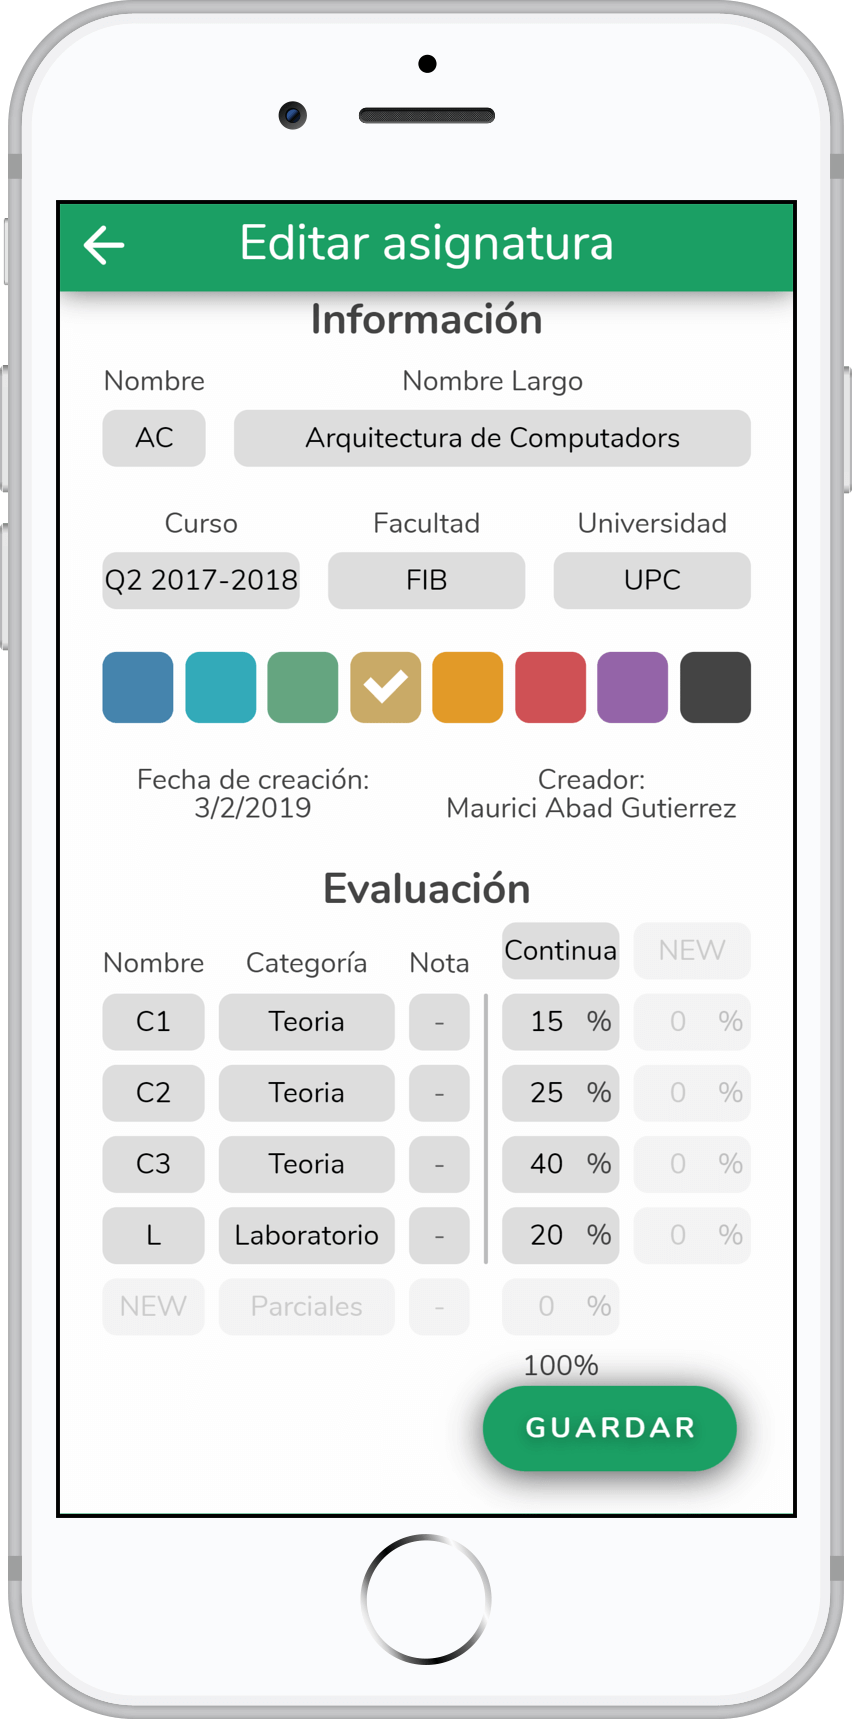 Editar asignatura
Información
Nombre Nombre Largo
AC Arquitectura de Computadors
Curso Facultad Universidad
Q2 2017-2018 FIB UPC
Fecha de creación: Creador:
3/2/2019 Maurici Abad Gutierrez
Evaluación
Nombre Categoría Nota Continua NEW
C1 Teoria - 15 % 0 %
C2 Teoria - 25 % 0 %
C3 Teoria - 40 % 0 %
L Laboratorio - 20 % 0 %
NEW Parciales - 0 %
100%
GUARDAR